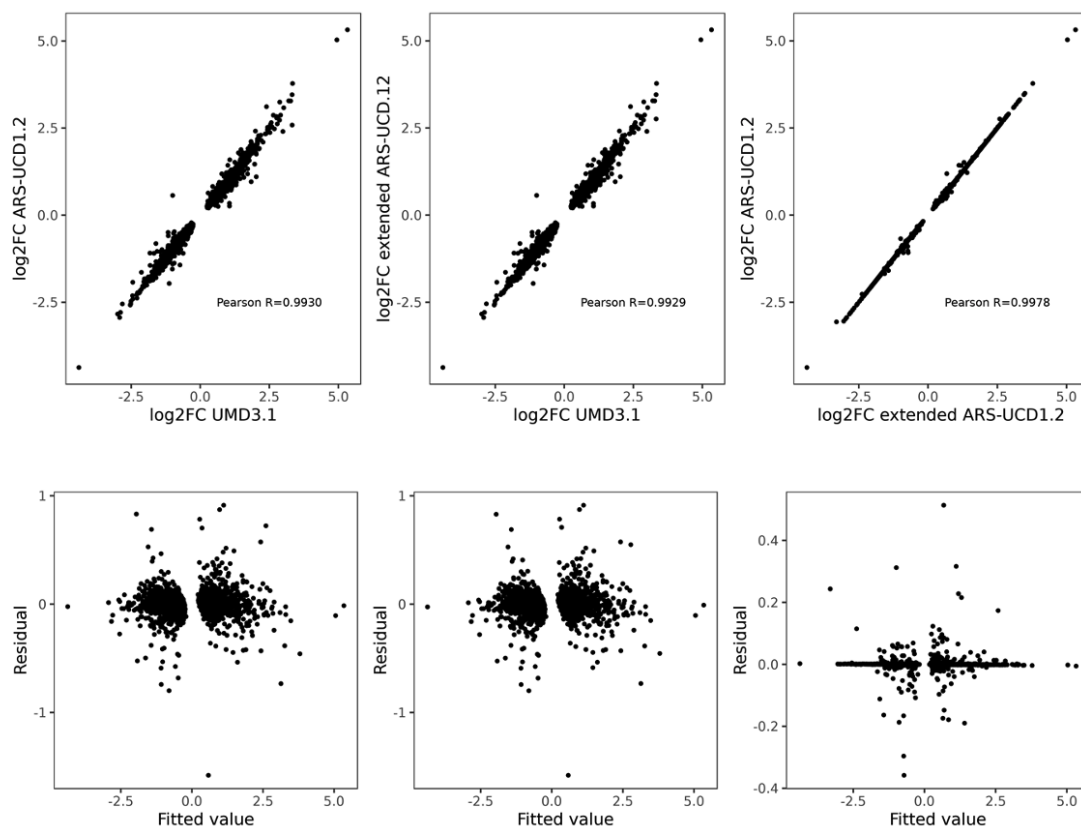 5.0
2.5
0.0
-2.5
log2FC ARS-UCD1.2
-2.5 0.0 2.5 5.0
log2FC UMD3.1
Pearson R=0.9930
5.0
2.5
0.0
-2.5
log2FC extended ARS-UCD.12
-2.5 0.0 2.5 5.0
log2FC UMD3.1
Pearson R=0.9929
5.0
2.5
0.0
-2.5
log2FC ARS-UCD1.2
-2.5 0.0 2.5 5.0
log2FC extended ARS-UCD1.2
Pearson R=0.9978
1
0
-1
Residual
-2.5 0.0 2.5 5.0
Fitted value
1
0
-1
Residual
-2.5 0.0 2.5 5.0
Fitted value
0.4
0.2
0.0
-0.2
-0.4
Residual
-2.5 0.0 2.5 5.0
Fitted value